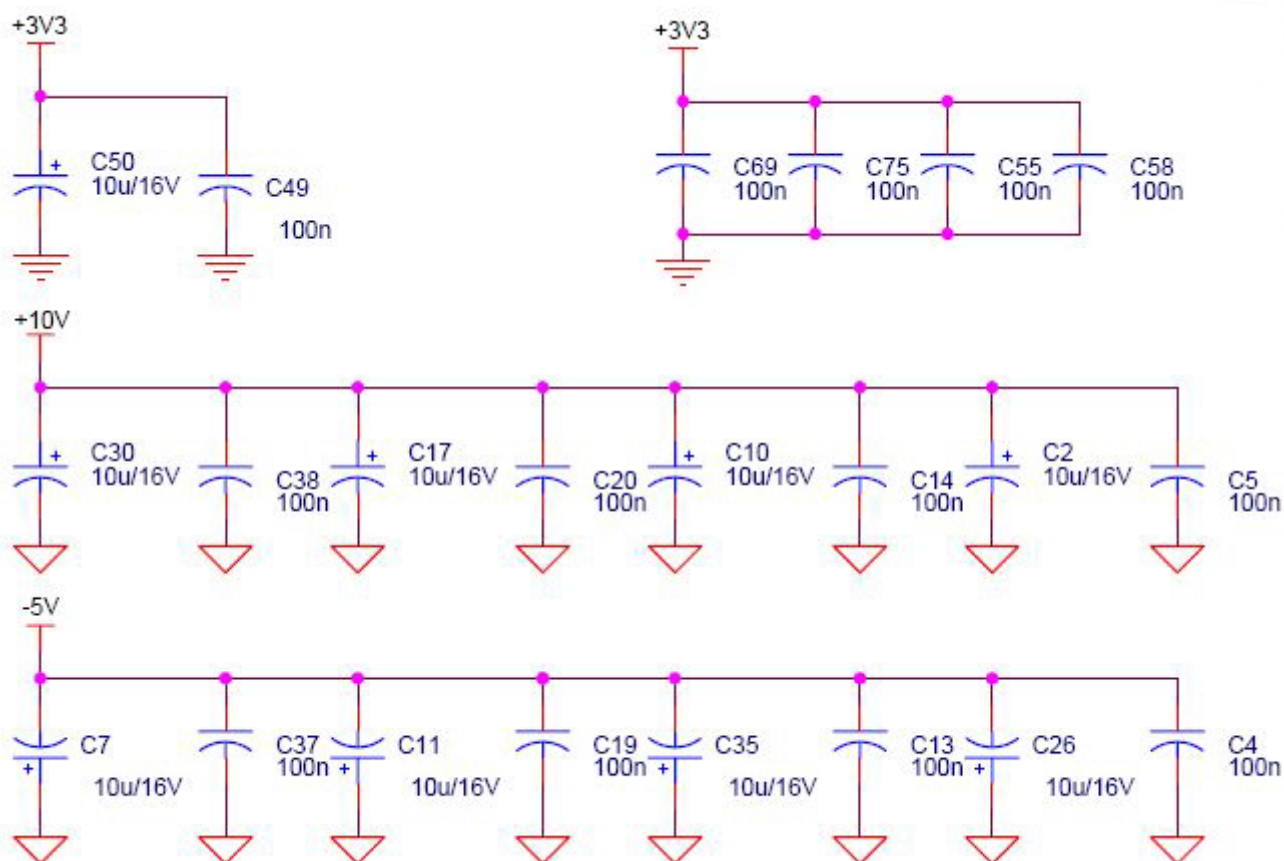 +3V3
+3V3
+
C50
10u/16V
C49
100n
C69
100n
C75
100n
C55
100n
C58
100n
+10V
+
C30
10u/16V
C38
100n
+
C17
10u/16V
C20
100n
+
C10
10u/16V
C14
100n
+
C2
10u/16V
C5
100n
-5V
C7
+
10u/16V
C37
100n
C11
+
10u/16V
C19
100n
C35
+
10u/16V
C13
100n
C26
+
10u/16V
C4
100n